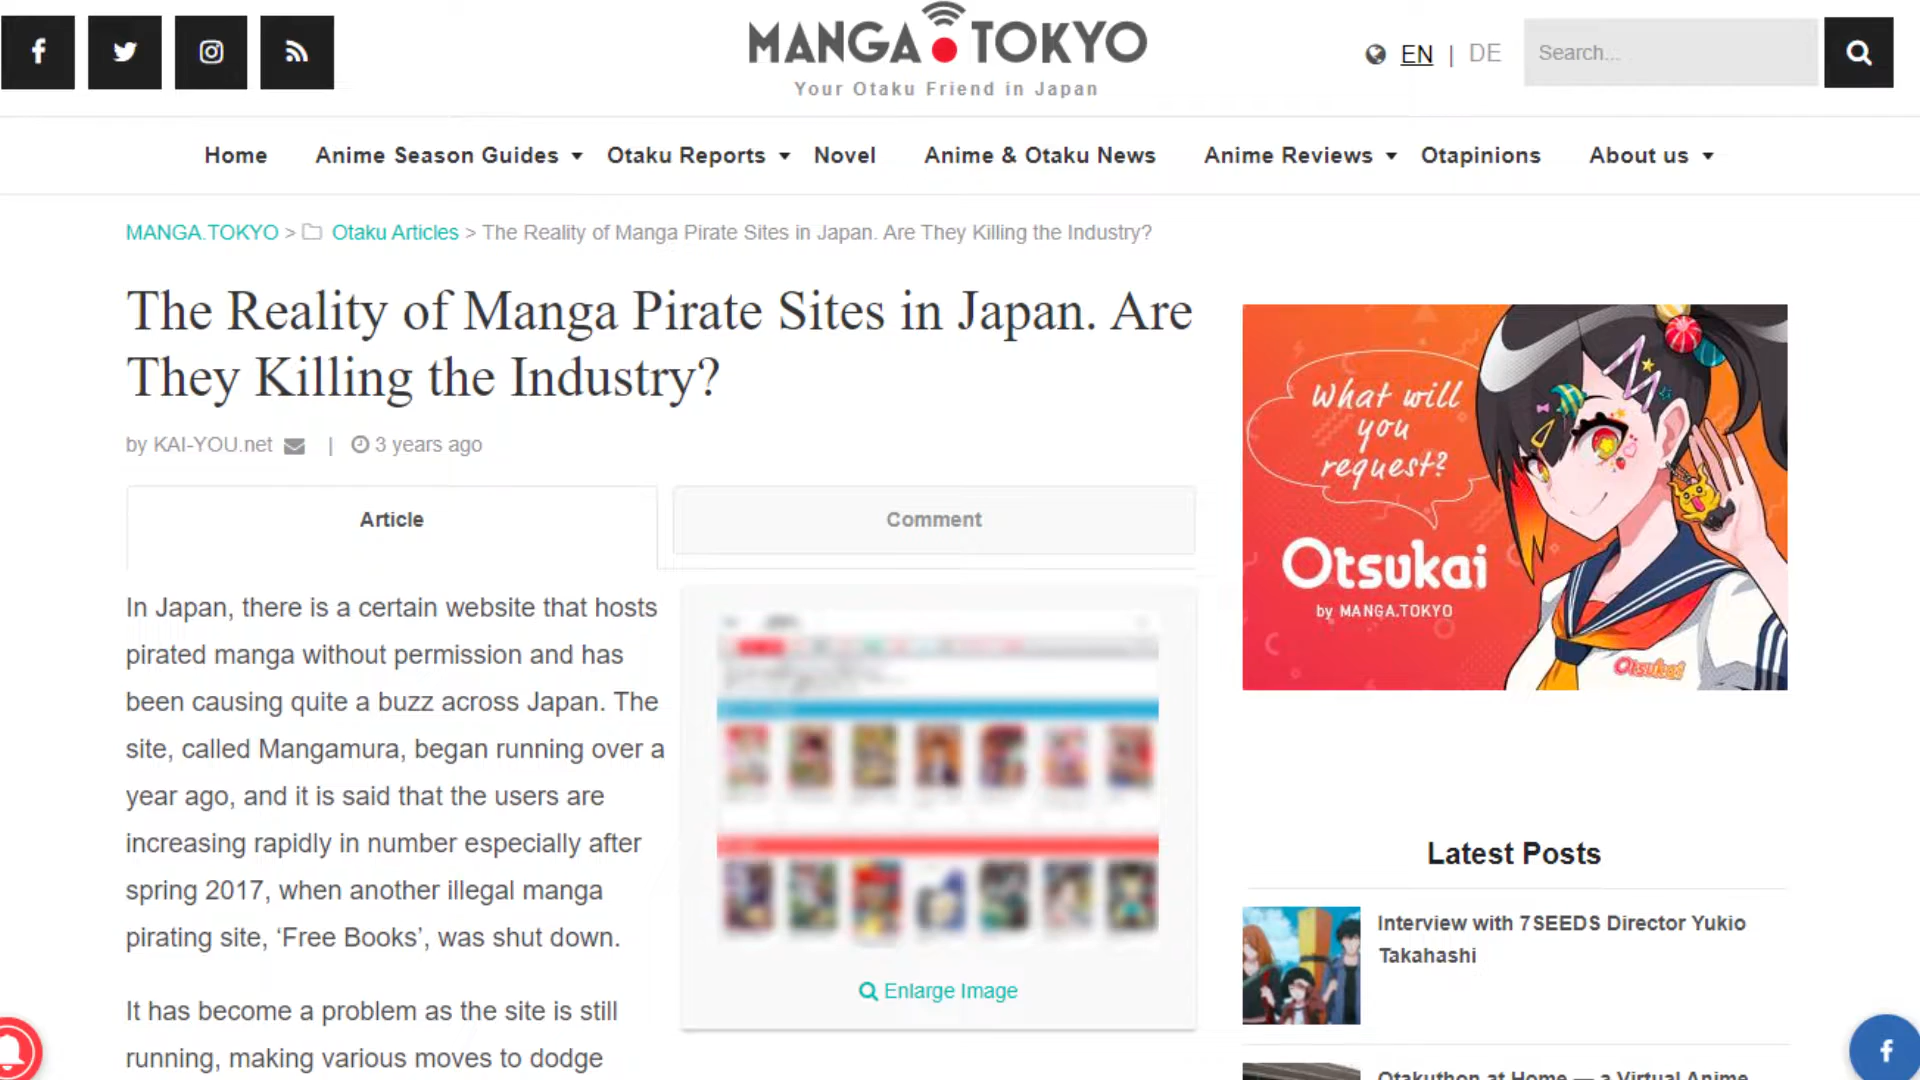 MANGA TOKYO
Your Otaku Friend in Japan
EN | DE
Search...
Home Anime Season Guides Otaku Reports Novel Anime & Otaku News Anime Reviews Otapinions About us
MANGA.TOKYO > Otaku Articles > The Reality of Manga Pirate Sites in Japan. Are They Killing the Industry?
The Reality of Manga Pirate Sites in Japan. Are
They Killing the Industry?
by KAI-YOU.net | 3 years ago
Article
Comment
In Japan, there is a certain website that hosts
pirated manga without permission and has
been causing quite a buzz across Japan. The
site, called Mangamura, began running over a
year ago, and it is said that the users are
increasing rapidly in number especially after
spring 2017, when another illegal manga
pirating site, ‘Free Books’, was shut down.
It has become a problem as the site is still
running, making various moves to dodge
Enlarge Image
What will
you
request?
Otsukai
by MANGA.TOKYO
Otsukai
Latest Posts
Interview with 7SEEDS Director Yukio
Takahashi
Otakuthon at Home — a Virtual Anime